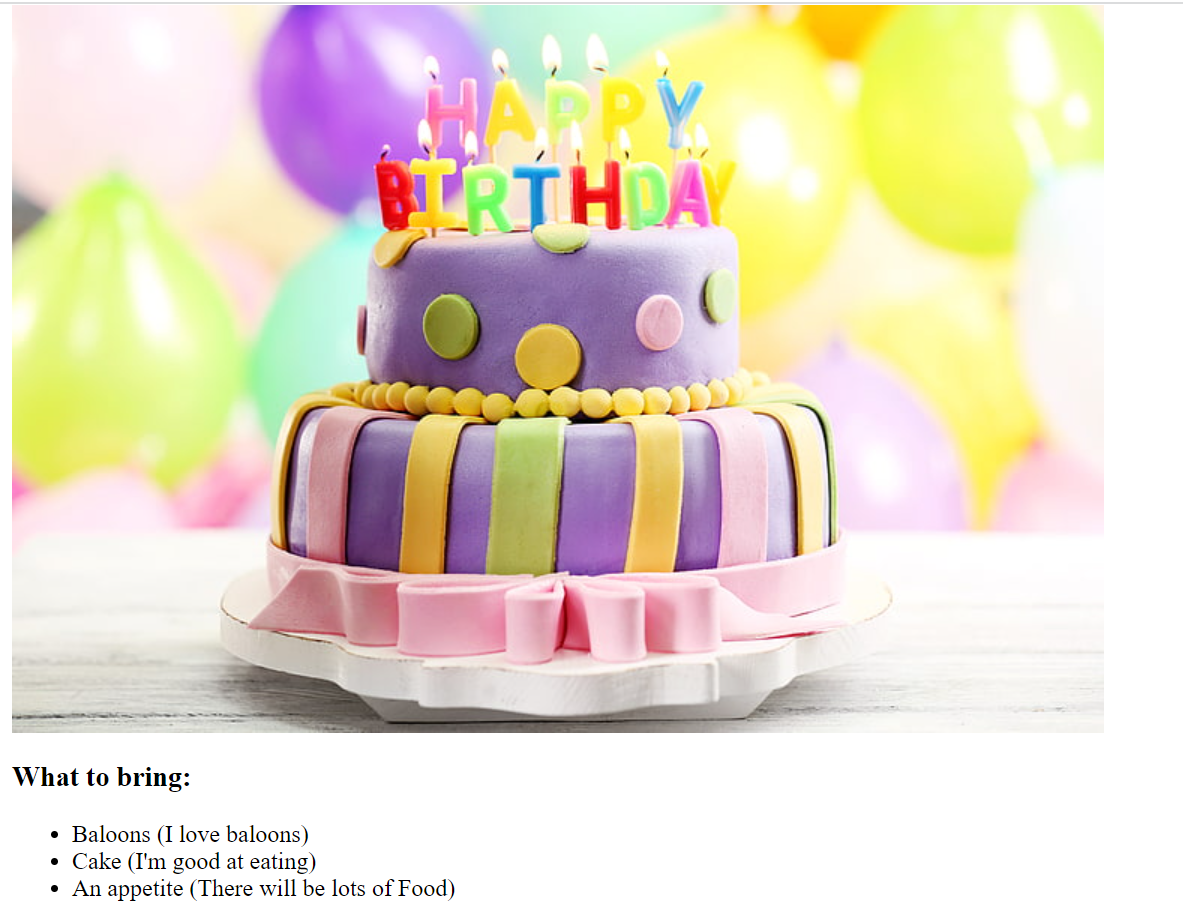 HAPPY
BIRTHDAY
What to bring:
Baloons (I love baloons)
Cake (I'm good at eating)
An appetite (There will be lots of Food)